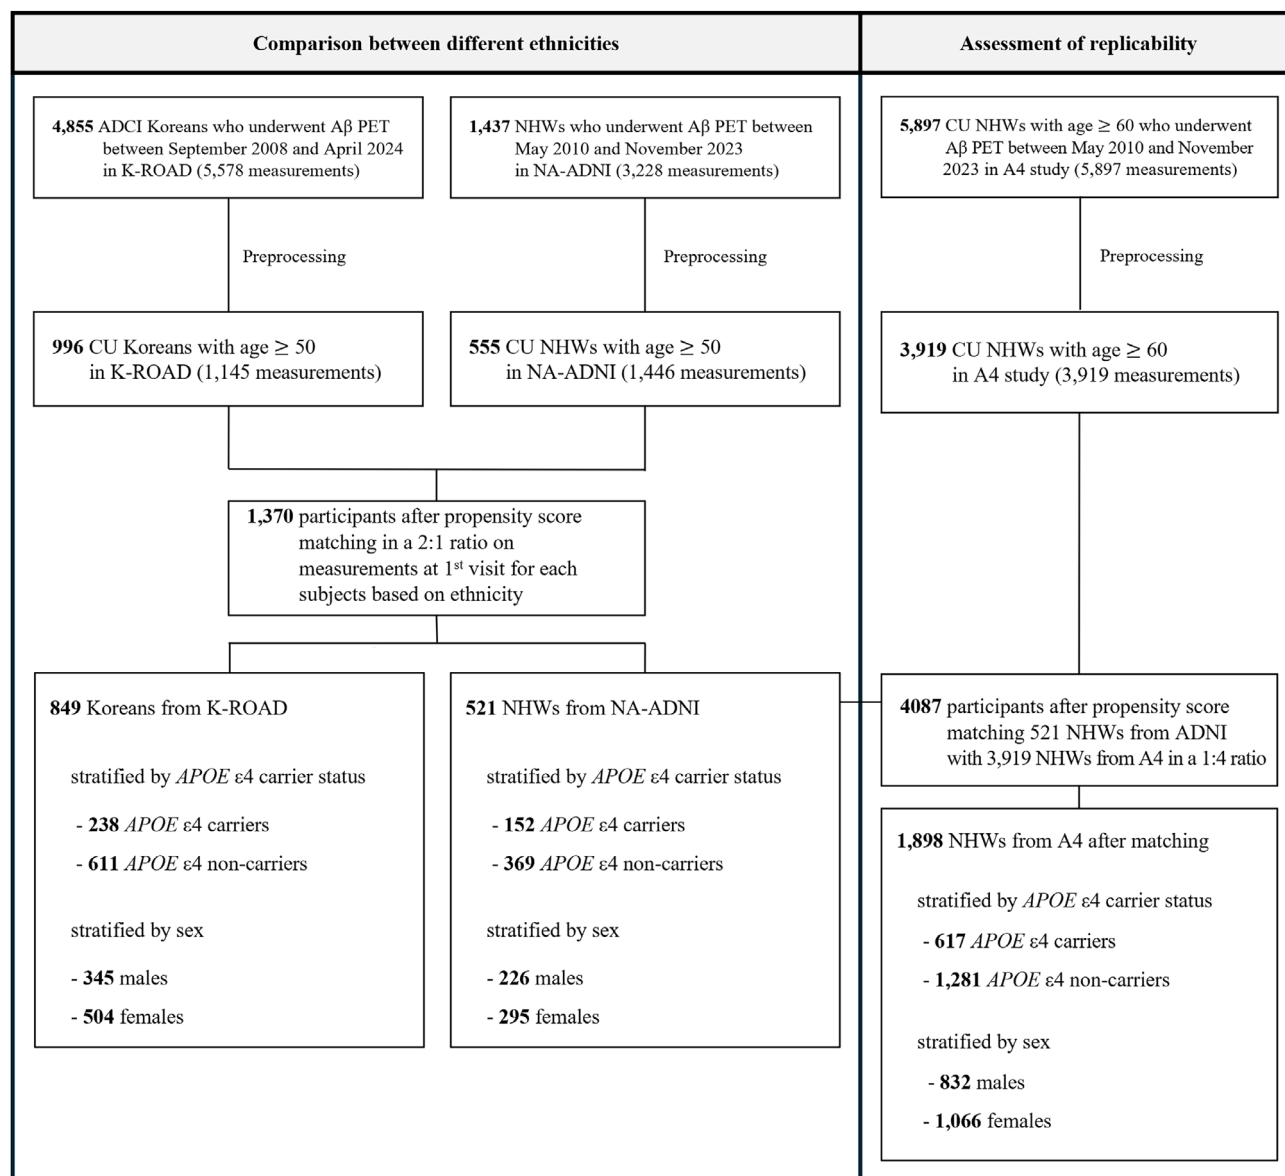 Comparison between different ethnicities
Assessment of replicability
4,855 ADCI Koreans who underwent Aβ PET
between September 2008 and April 2024
in K-ROAD (5,578 measurements)
1,437 NHWs who underwent Aβ PET between
May 2010 and November 2023
in NA-ADNI (3,228 measurements)
5,897 CU NHWs with age ≥ 60 who underwent
Aβ PET between May 2010 and November
2023 in A4 study (5,897 measurements)
Preprocessing
Preprocessing
Preprocessing
996 CU Koreans with age ≥ 50
in K-ROAD (1,145 measurements)
555 CU NHWs with age ≥ 50
in NA-ADNI (1,446 measurements)
3,919 CU NHWs with age ≥ 60
in A4 study (3,919 measurements)
1,370 participants after propensity score
matching in a 2:1 ratio on
measurements at 1st visit for each
subjects based on ethnicity
849 Koreans from K-ROAD
stratified by APOE ε4 carrier status
- 238 APOE ε4 carriers
- 611 APOE ε4 non-carriers
stratified by sex
- 345 males
- 504 females
521 NHWs from NA-ADNI
stratified by APOE ε4 carrier status
- 152 APOE ε4 carriers
- 369 APOE ε4 non-carriers
stratified by sex
- 226 males
- 295 females
4087 participants after propensity score
matching 521 NHWs from ADNI
with 3,919 NHWs from A4 in a 1:4 ratio
1,898 NHWs from A4 after matching
stratified by APOE ε4 carrier status
- 617 APOE ε4 carriers
- 1,281 APOE ε4 non-carriers
stratified by sex
- 832 males
- 1,066 females